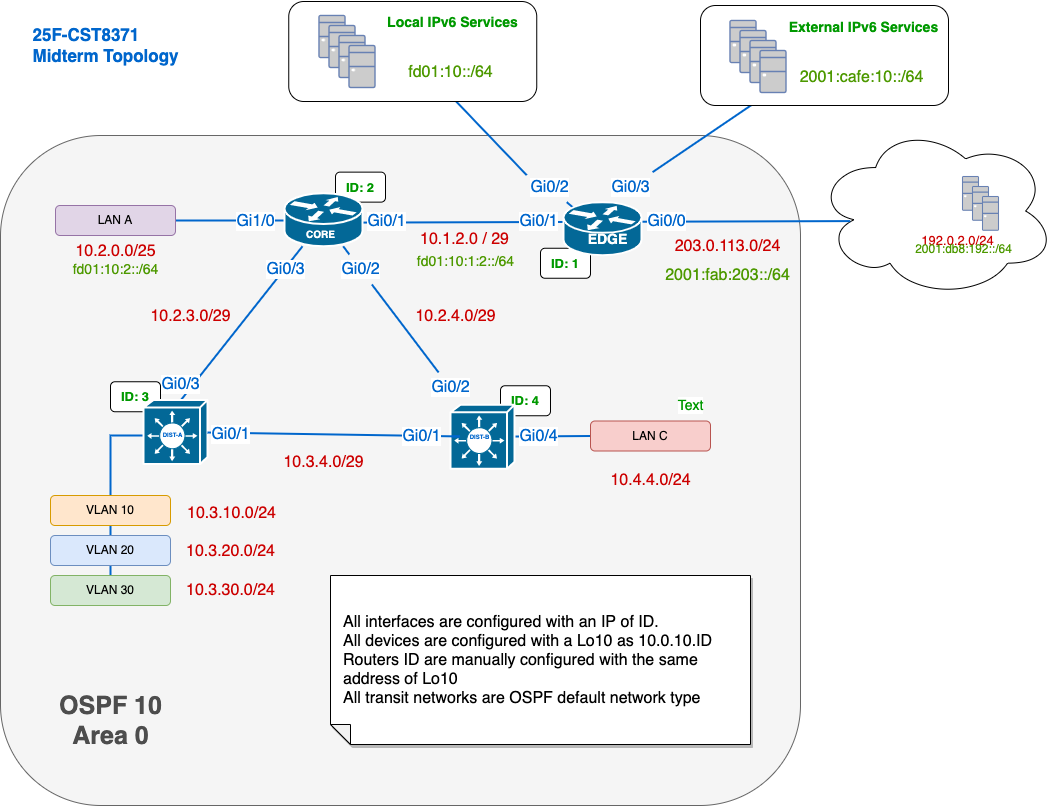 25F-CST8371
Midterm Topology
Local IPv6 Services
fd01:10::/64
External IPv6 Services
2001:cafe:10::/64
Gi0/2
Gi0/3
ID: 2
LAN A
Gi1/0
CORE
Gi0/1
Gi0/1
EDGE
Gi0/0
10.2.0.0/25
fd01:10:2::/64
10.1.2.0 / 29
fd01:10:1:2::/64
203.0.113.0/24
192.0.2.0/24
2001:db8:192::/64
Gi0/3
Gi0/2
ID: 1
2001:fab:203::/64
10.2.3.0/29
10.2.4.0/29
Gi0/3
Gi0/2
ID: 3
ID: 4
Text
DIST-A
Gi0/1
Gi0/1
DIST-B
Gi0/4
LAN C
10.3.4.0/29
10.4.4.0/24
VLAN 10
10.3.10.0/24
VLAN 20
10.3.20.0/24
VLAN 30
10.3.30.0/24
All interfaces are configured with an IP of ID.
All devices are configured with a Lo10 as 10.0.10.ID
Routers ID are manually configured with the same
address of Lo10
All transit networks are OSPF default network type
OSPF 10
Area 0